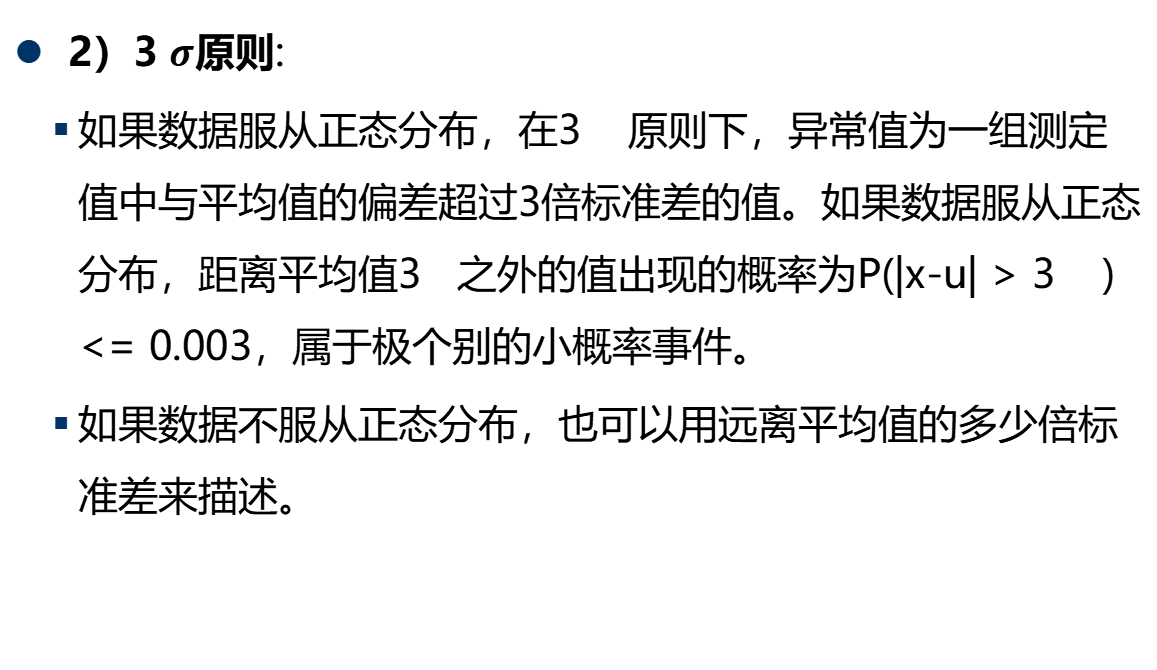 2）3 𝝈原则:
如果数据服从正态分布，在3 原则下，异常值为一组测定
值中与平均值的偏差超过3倍标准差的值。如果数据服从正态
分布，距离平均值3 之外的值出现的概率为P(|x-u| > 3 )
<= 0.003，属于极个别的小概率事件。
如果数据不服从正态分布，也可以用远离平均值的多少倍标
准差来描述。